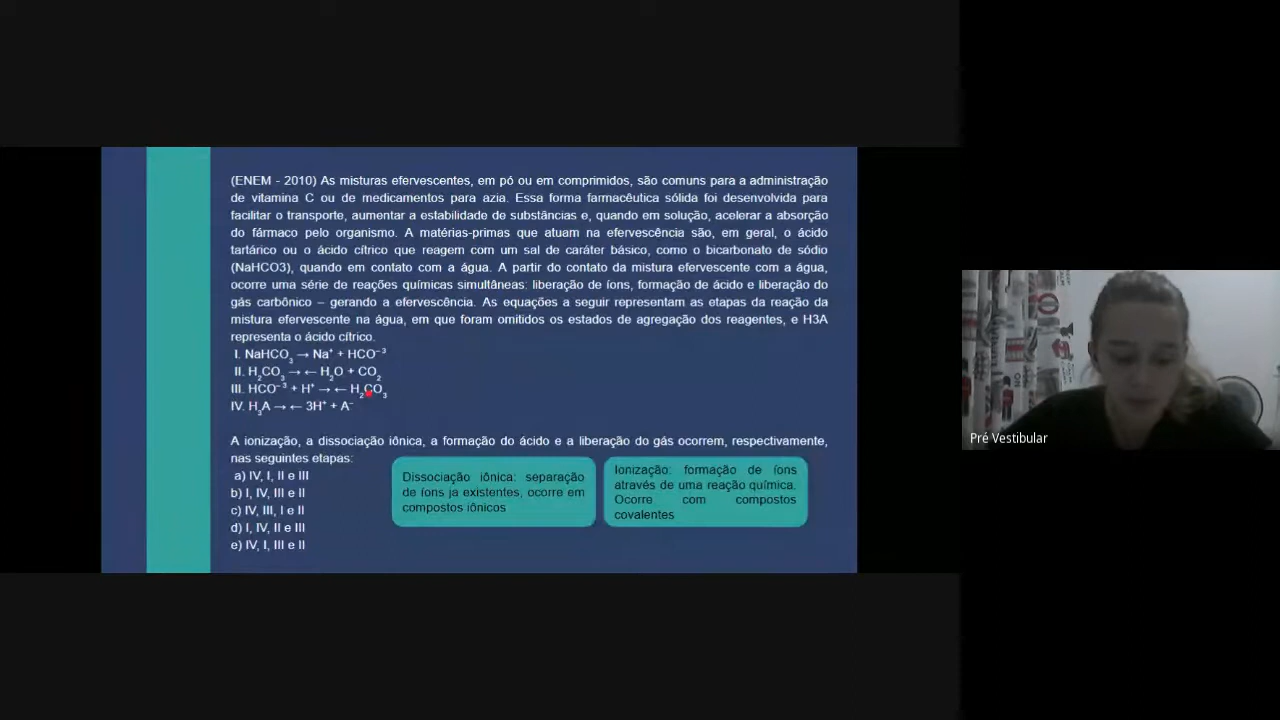 (ENEM - 2010) As misturas efervescentes, em pó ou em comprimidos, são comuns para a administração
de vitamina C ou de medicamentos para azia. Essa forma farmacêutica sólida foi desenvolvida para
facilitar o transporte, aumentar a estabilidade de substâncias e, quando em solução, acelerar a absorção
do fármaco pelo organismo. A matérias-primas que atuam na efervescência são, em geral, o ácido
tartárico ou o ácido cítrico que reagem com um sal de caráter básico, como o bicarbonato de sódio
(NaHCO3), quando em contato com a água. A partir do contato da mistura efervescente com a água,
ocorre uma série de reações químicas simultâneas: liberação de íons, formação de ácido e liberação do
gás carbônico – gerando a efervescência. As equações a seguir representam as etapas da reação da
mistura efervescente na água, em que foram omitidos os estados de agregação dos reagentes, e H3A
representa o ácido cítrico.
I. NaHCO₃ → Na⁺ + HCO⁻³
II. H₂CO₃ → ← H₂O + CO₂
III. HCO⁻³ + H⁺ → ← H₂CO₃
IV. H₃A → ← 3H⁺ + A⁻
A ionização, a dissociação iônica, a formação do ácido e a liberação do gás ocorrem, respectivamente,
nas seguintes etapas:
a) IV, I, II e III
b) I, IV, III e II
c) IV, III, I e II
d) I, IV, II e III
e) IV, I, III e II
Dissociação iônica: separação
de íons ja existentes, ocorre em
compostos iônicos
Ionização: formação de íons
através de uma reação química.
Ocorre com compostos
covalentes
Pré Vestibular